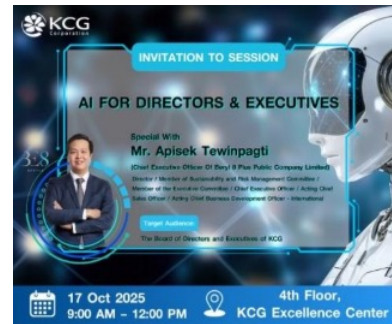 KCG
Corporation
INVITATION TO SESSION
AI FOR DIRECTORS & EXECUTIVES
Special With
Mr. Apisek Tewinpagti
(Chief Executive Officer Of Beryl 8 Plus Public Company Limited)
Director / Member of Sustainability and Risk Management Committee /
Member of the Executive Committee / Chief Executive Officer / Acting Chief
Sales Officer / Acting Chief Business Development Officer - International
Target Audience:
The Board of Directors and Executives of KCG
17 Oct 2025
9:00 AM – 12:00 PM
4th Floor,
KCG Excellence Center